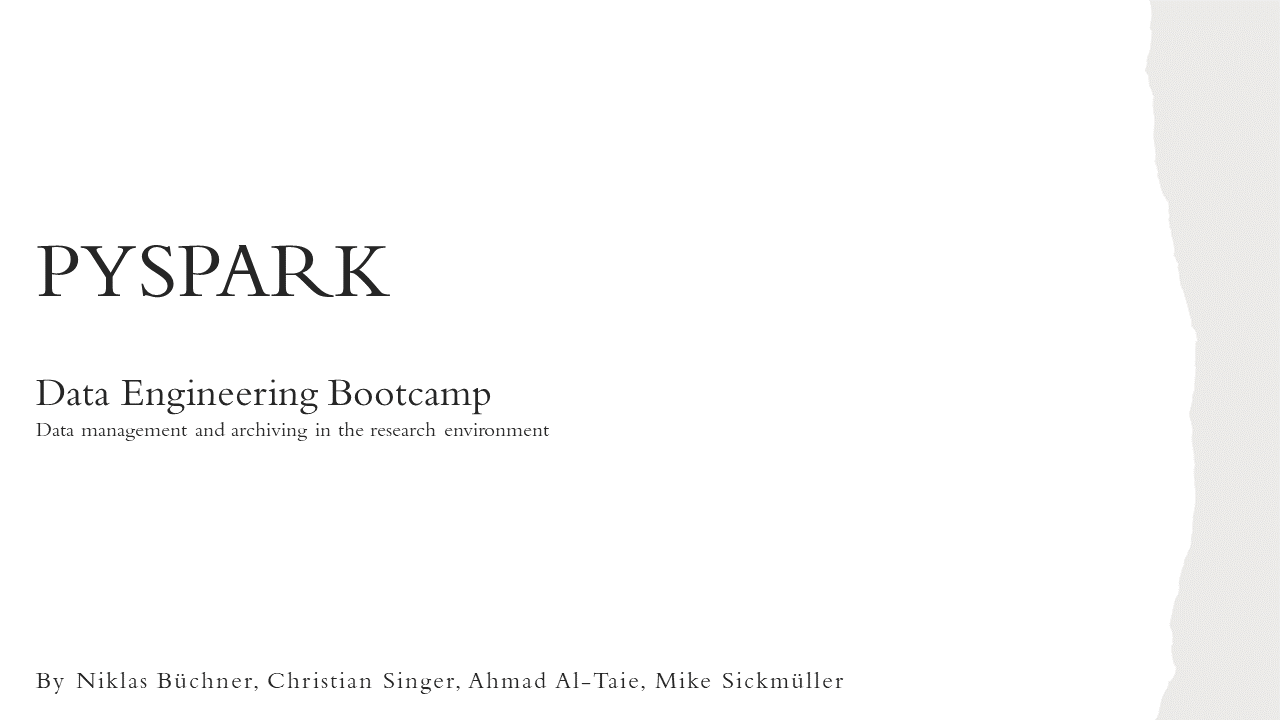 PYSPARK
Data Engineering Bootcamp
Data management and archiving in the research environment
By Niklas Büchner, Christian Singer, Ahmad Al-Taie, Mike Sickmüller